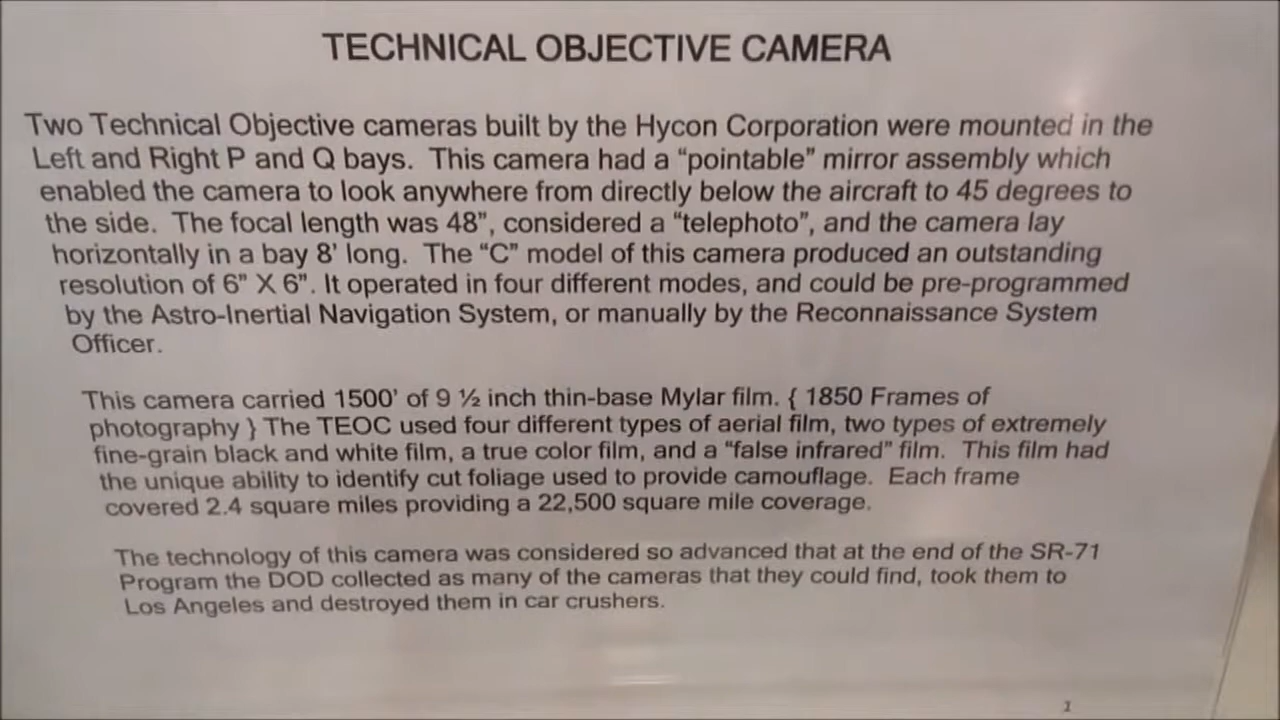 TECHNICAL OBJECTIVE CAMERA
Two Technical Objective cameras built by the Hycon Corporation were mounted in the
Left and Right P and Q bays. This camera had a “pointable” mirror assembly which
enabled the camera to look anywhere from directly below the aircraft to 45 degrees to
the side. The focal length was 48”, considered a “telephoto”, and the camera lay
horizontally in a bay 8’ long. The “C” model of this camera produced an outstanding
resolution of 6” X 6”. It operated in four different modes, and could be pre-programmed
by the Astro-Inertial Navigation System, or manually by the Reconnaissance System
Officer.
This camera carried 1500’ of 9 ½ inch thin-base Mylar film. { 1850 Frames of
photography } The TEOC used four different types of aerial film, two types of extremely
fine-grain black and white film, a true color film, and a “false infrared” film. This film had
the unique ability to identify cut foliage used to provide camouflage. Each frame
covered 2.4 square miles providing a 22,500 square mile coverage.
The technology of this camera was considered so advanced that at the end of the SR-71
Program the DOD collected as many of the cameras that they could find, took them to
Los Angeles and destroyed them in car crushers.
1